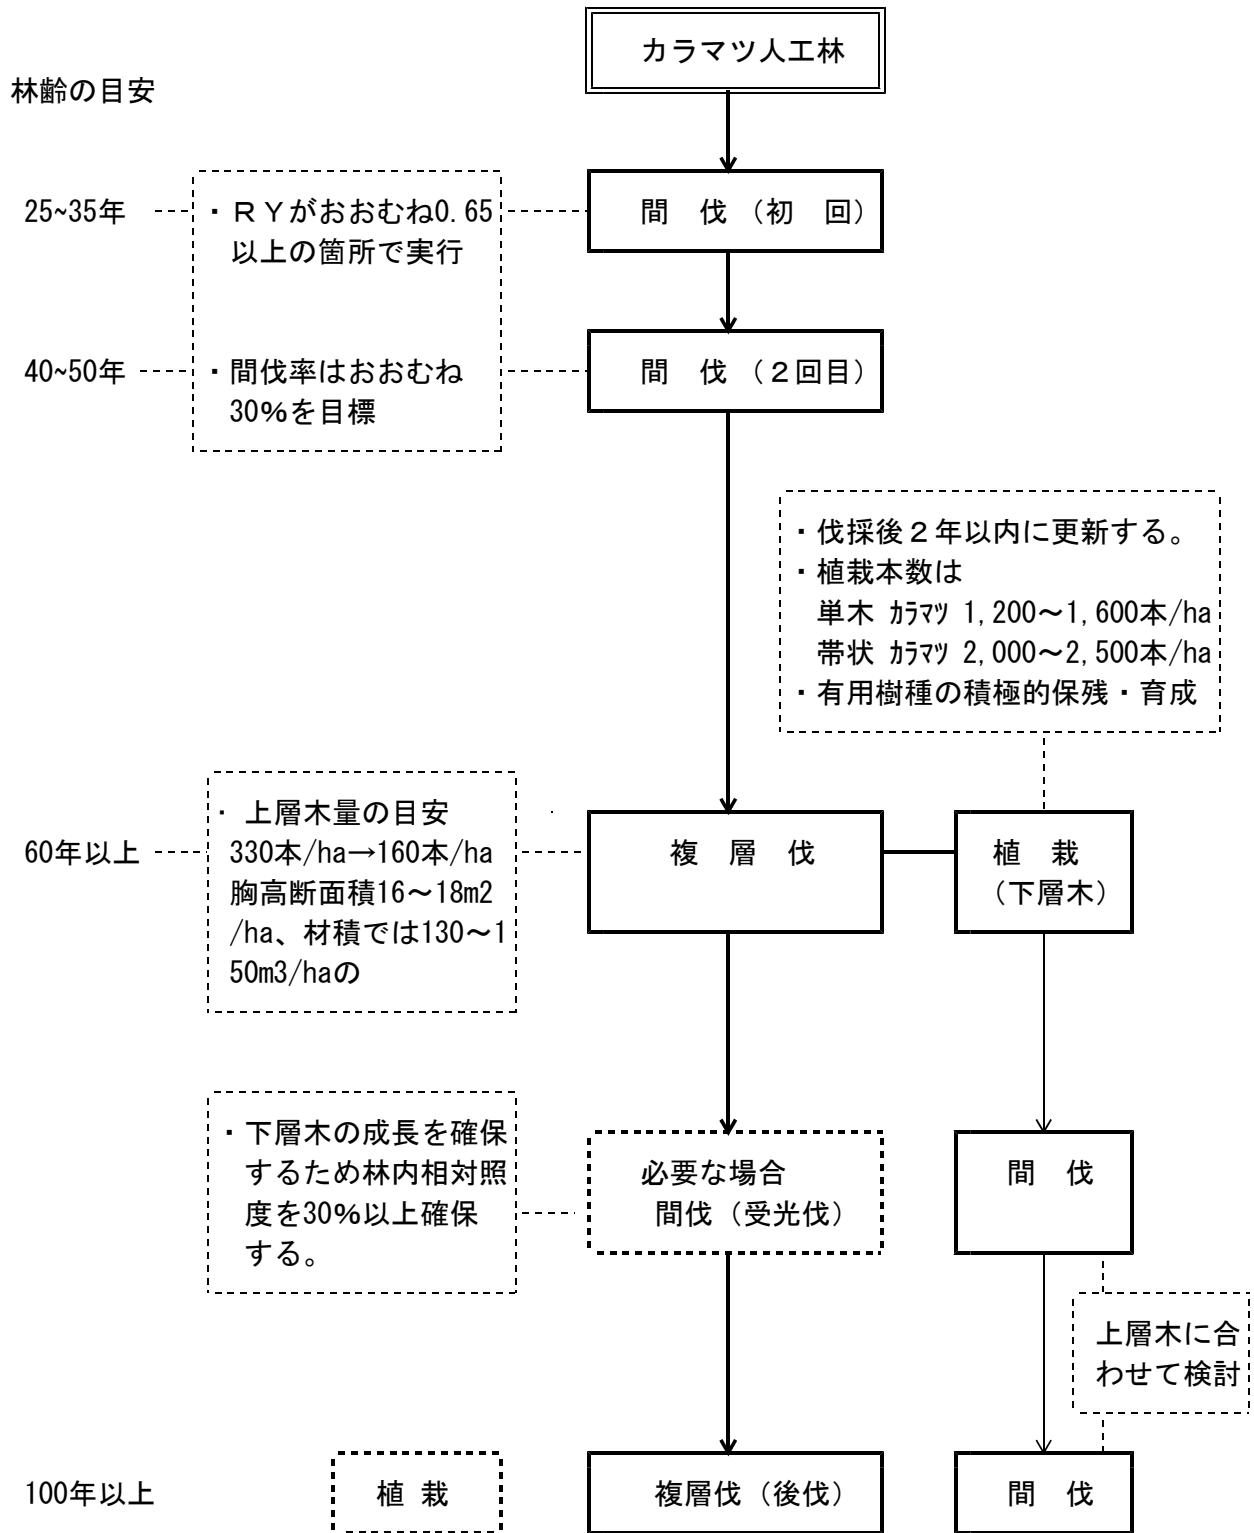 カラマツ人工林
林齢の目安
25~35年
・ＲＹがおおむね0.65
以上の箇所で実行
間　伐（初　回）
40~50年
・間伐率はおおむね
30％を目標
間　伐（２回目）
・伐採後２年以内に更新する。
・植栽本数は
単木 ｶﾗﾏﾂ 1,200～1,600本/ha
帯状 ｶﾗﾏﾂ 2,000～2,500本/ha
・有用樹種の積極的保残・育成
60年以上
・ 上層木量の目安
330本/ha→160本/ha
胸高断面積16～18m2
/ha、材積では130～1
50m3/haの
複　層　伐
植　栽
（下層木）
・下層木の成長を確保
するため林内相対照
度を30％以上確保
する。
必要な場合
間伐（受光伐）
間　伐
上層木に合
わせて検討
100年以上
植 栽
複層伐（後伐）
間　伐